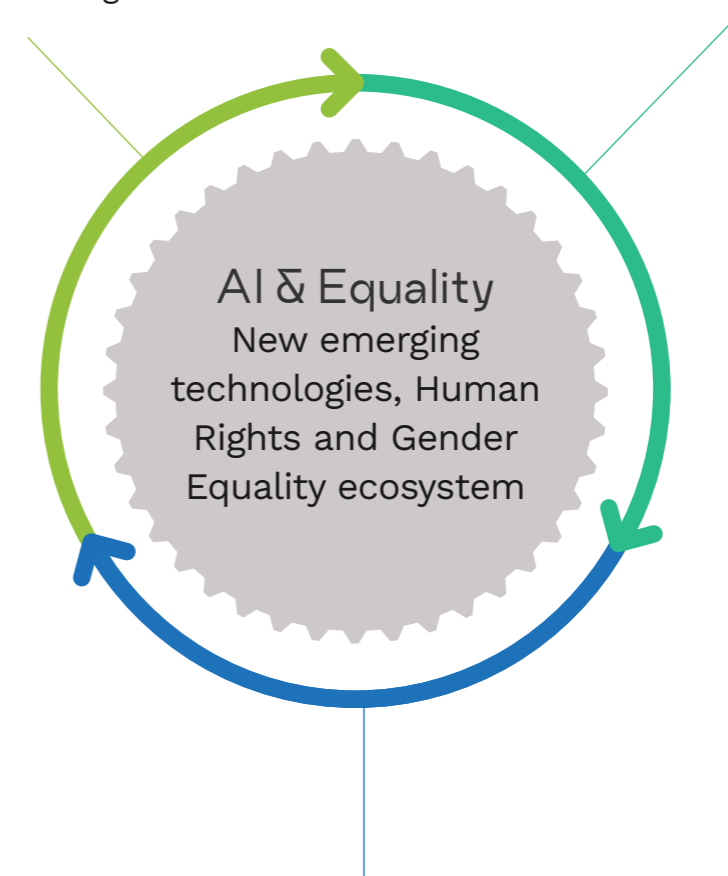 AI & Equality
New emerging
technologies, Human
Rights and Gender
Equality ecosystem